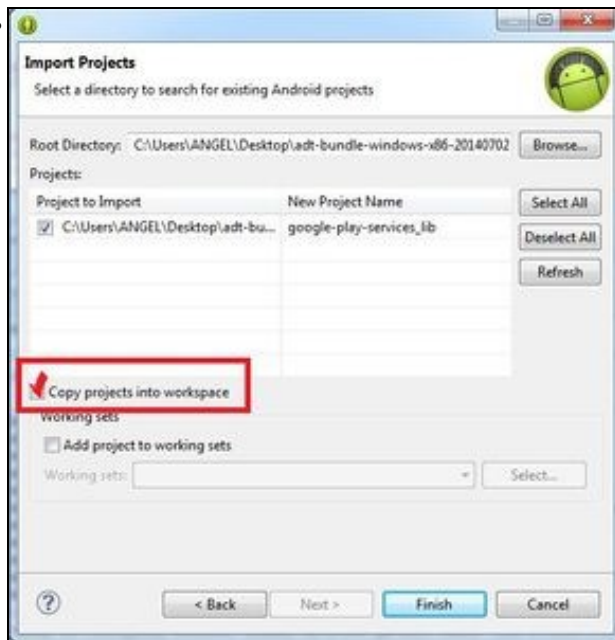 Import Projects
Select a directory to search for existing Android projects
Root Directory: C:\Users\ANGEL\Desktop\adt-bundle-windows-x86-20140702 Browse...
Projects:
Project to Import New Project Name Select All
C:\Users\ANGEL\Desktop\adt-bu... google-play-services_lib Deselect All
Refresh
Copy projects into workspace
Working sets
Add project to working sets
Working sets: Select...
? < Back Next > Finish Cancel